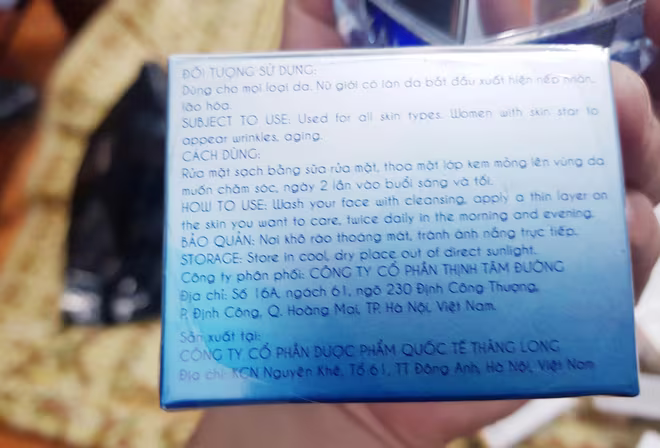 ĐỐI TƯỢNG SỬ DỤNG:
Dùng cho mọi loại da. Nữ giới có làn da bắt đầu xuất hiện nếp nhăn,
lão hóa.
SUBJECT TO USE: Used for all skin types. Women with skin star to
appear wrinkles, aging.
CÁCH DÙNG:
Rửa mặt sạch bằng sữa rửa mặt, thoa một lớp kem mỏng lên vùng da
muốn chăm sóc, ngày 2 lần vào buổi sáng và tối.
HOW TO USE: Wash your face with cleansing, apply a thin layer on
the skin you want to care, twice daily in the morning and evening.
BẢO QUẢN: Nơi khô ráo thoáng mát, tránh ánh nắng trực tiếp.
STORAGE: Store in cool, dry place out of direct sunlight.
Công ty phân phối: CÔNG TY CỔ PHẦN THỊNH TÂM ĐƯỜNG
Địa chỉ: Số 16A, ngách 61, ngõ 230 Định Công Thượng,
P. Định Công, Q. Hoàng Mai, TP. Hà Nội, Việt Nam.
Sản xuất tại:
CÔNG TY CỔ PHẦN DƯỢC PHẨM QUỐC TẾ THĂNG LONG
Địa chỉ: KCN Nguyên Khê, Tổ 61, TT Đông Anh, Hà Nội, Việt Nam